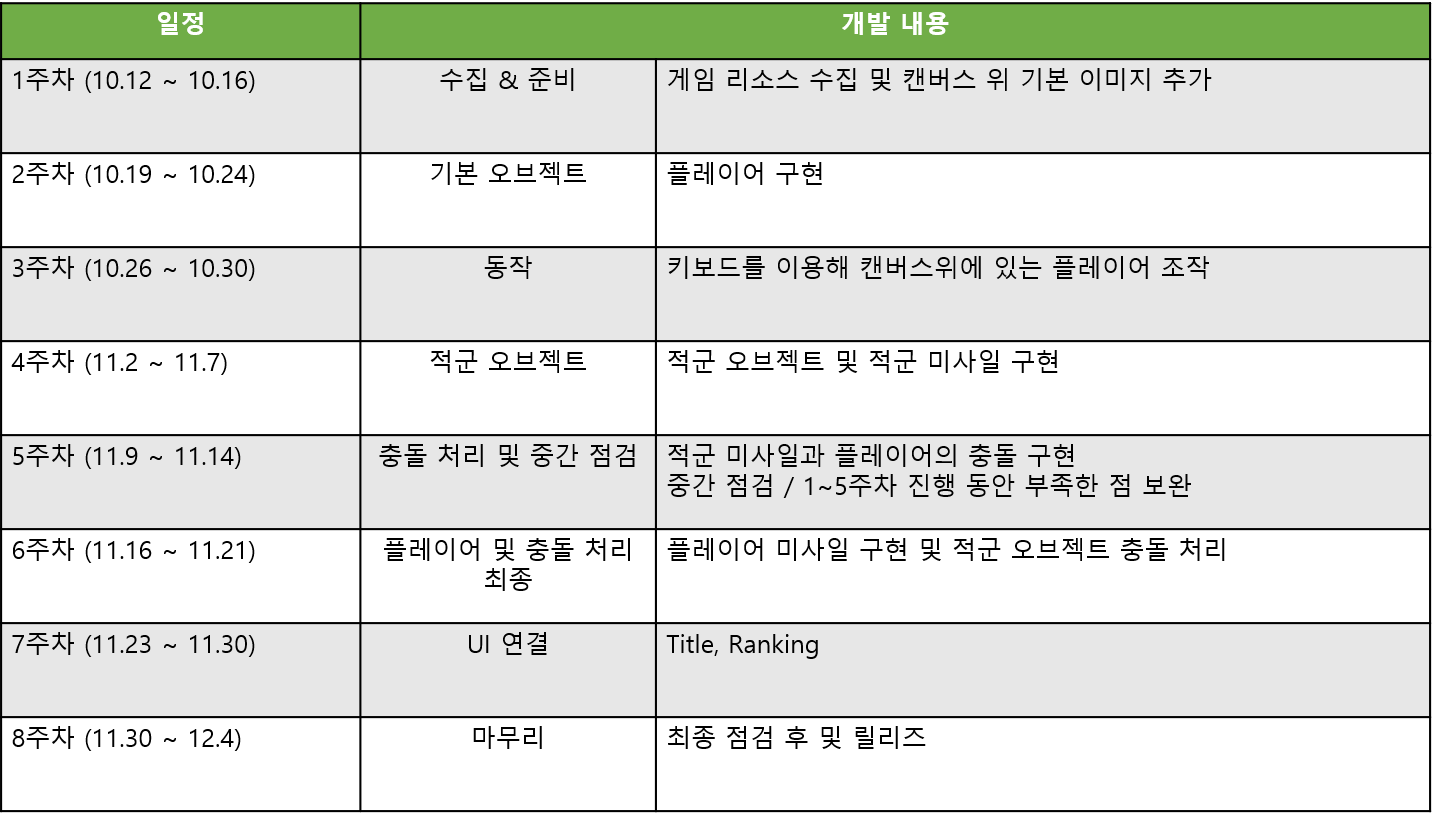 일정
개발 내용
1주차 (10.12 ~ 10.16)
수집 & 준비
게임 리소스 수집 및 캔버스 위 기본 이미지 추가
2주차 (10.19 ~ 10.24)
기본 오브젝트
플레이어 구현
3주차 (10.26 ~ 10.30)
동작
키보드를 이용해 캔버스위에 있는 플레이어 조작
4주차 (11.2 ~ 11.7)
적군 오브젝트
적군 오브젝트 및 적군 미사일 구현
5주차 (11.9 ~ 11.14)
충돌 처리 및 중간 점검
적군 미사일과 플레이어의 충돌 구현
중간 점검 / 1~5주차 진행 동안 부족한 점 보완
6주차 (11.16 ~ 11.21)
플레이어 및 충돌 처리
최종
플레이어 미사일 구현 및 적군 오브젝트 충돌 처리
7주차 (11.23 ~ 11.30)
UI 연결
Title, Ranking
8주차 (11.30 ~ 12.4)
마무리
최종 점검 후 및 릴리즈